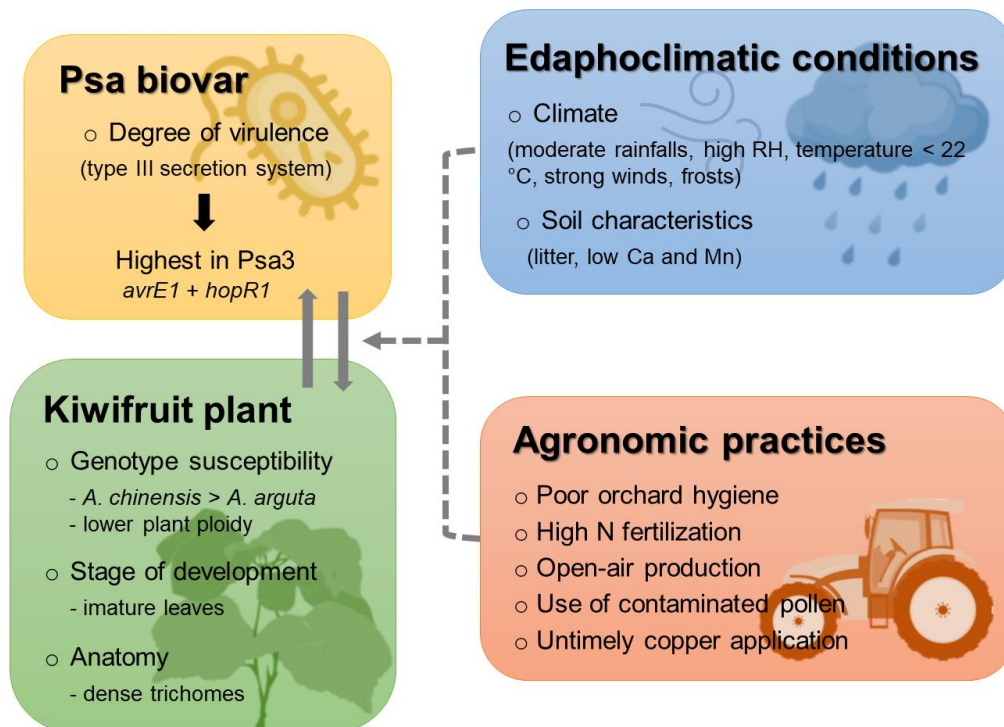 Psa biovar
o Degree of virulence
(type III secretion system)
Highest in Psa3
avrE1 + hopR1
Edaphoclimatic conditions
o Climate
(moderate rainfalls, high RH, temperature < 22
°C, strong winds, frosts)
o Soil characteristics
(litter, low Ca and Mn)
Kiwifruit plant
o Genotype susceptibility
- A. chinensis > A. arguta
- lower plant ploidy
o Stage of development
- imature leaves
o Anatomy
- dense trichomes
Agronomic practices
o Poor orchard hygiene
o High N fertilization
o Open-air production
o Use of contaminated pollen
o Untimely copper application